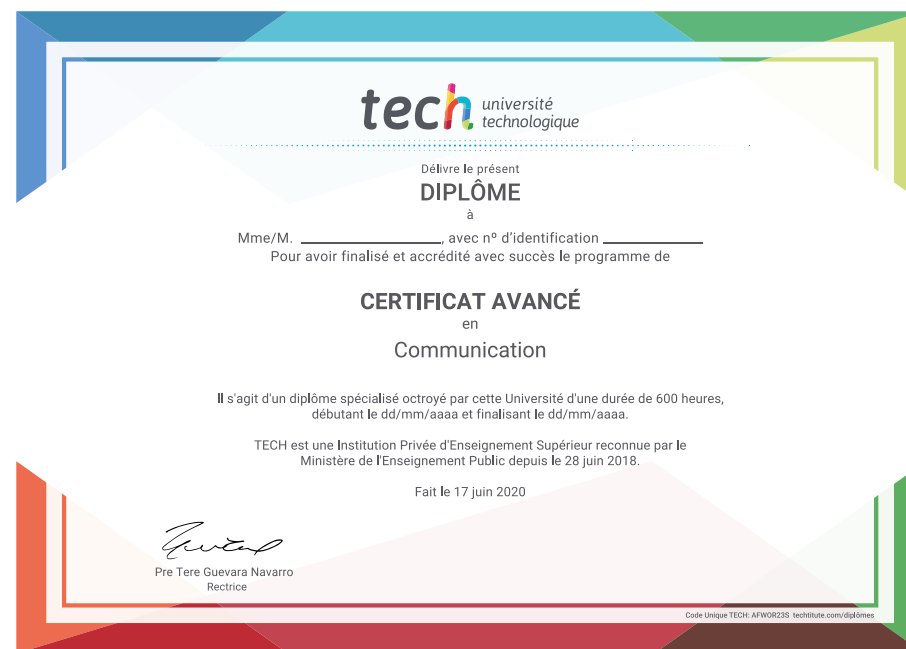 tech université
technologique
Délivre le présent
DIPLÔME
à
Mme/M. ____________________, avec nº d'identification ______________
Pour avoir finalisé et accrédité avec succès le programme de
CERTIFICAT AVANCÉ
en
Communication
Il s'agit d'un diplôme spécialisé octroyé par cette Université d'une durée de 600 heures,
débutant le dd/mm/aaaa et finalisant le dd/mm/aaaa.
TECH est une Institution Privée d'Enseignement Supérieur reconnue par le
Ministère de l'Enseignement Public depuis le 28 juin 2018.
Fait le 17 juin 2020
Pre Tere Guevara Navarro
Rectrice
Code Unique TECH: AFWOR23S techtitute.com/diplômes